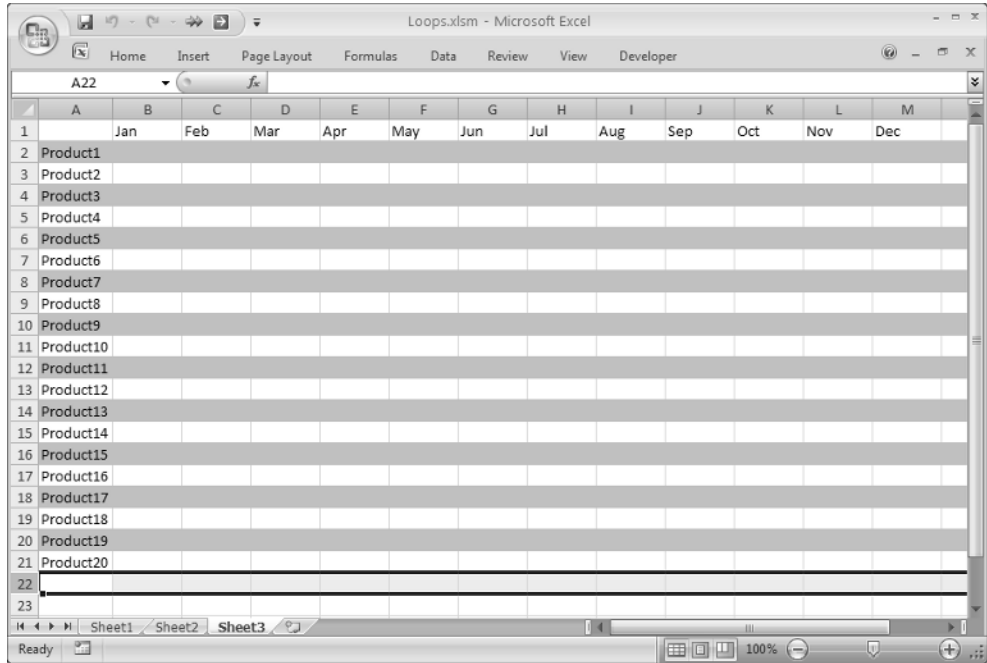 Loops.xlsm - Microsoft Excel
Home Insert Page Layout Formulas Data Review View Developer
A22 fx
A B C D E F G H I J K L M
1 Jan Feb Mar Apr May Jun Jul Aug Sep Oct Nov Dec
2 Product1
3 Product2
4 Product3
5 Product4
6 Product5
7 Product6
8 Product7
9 Product8
10 Product9
11 Product10
12 Product11
13 Product12
14 Product13
15 Product14
16 Product15
17 Product16
18 Product17
19 Product18
20 Product19
21 Product20
22
23
Sheet1 Sheet2 Sheet3
Ready 100%